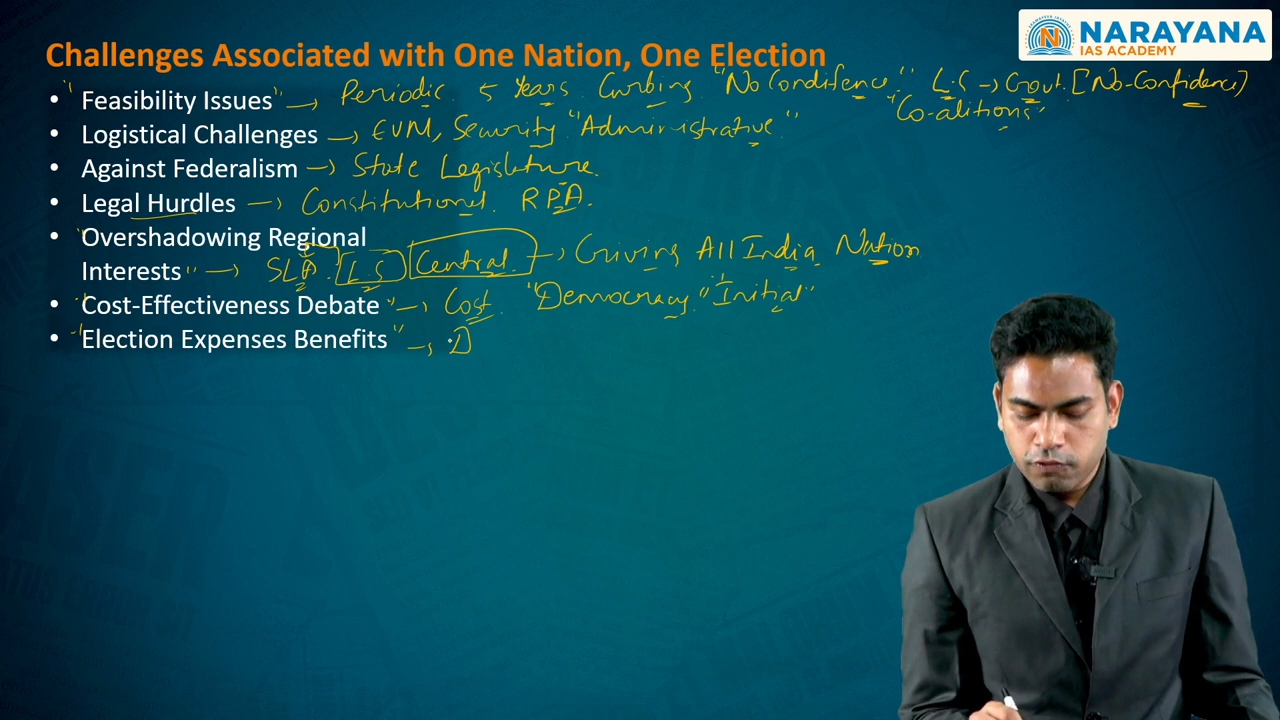 NARAYANA
IAS ACADEMY
Challenges Associated with One Nation, One Election
• Feasibility Issues" → Periodic 5 Years Curbing "No Condifence" L.S → Govt. [No-Confidence]
"Co-alitions"
• Logistical Challenges → EVM, Security "Administrative"
• Against Federalism → State Legislature.
• Legal Hurdles → Constitutional RPA.
• Overshadowing Regional
Interests" → SLA L.S Central → Giving All India Nation
• Cost-Effectiveness Debate" → Cost "Democracy" "Initial"
• Election Expenses Benefits" → D